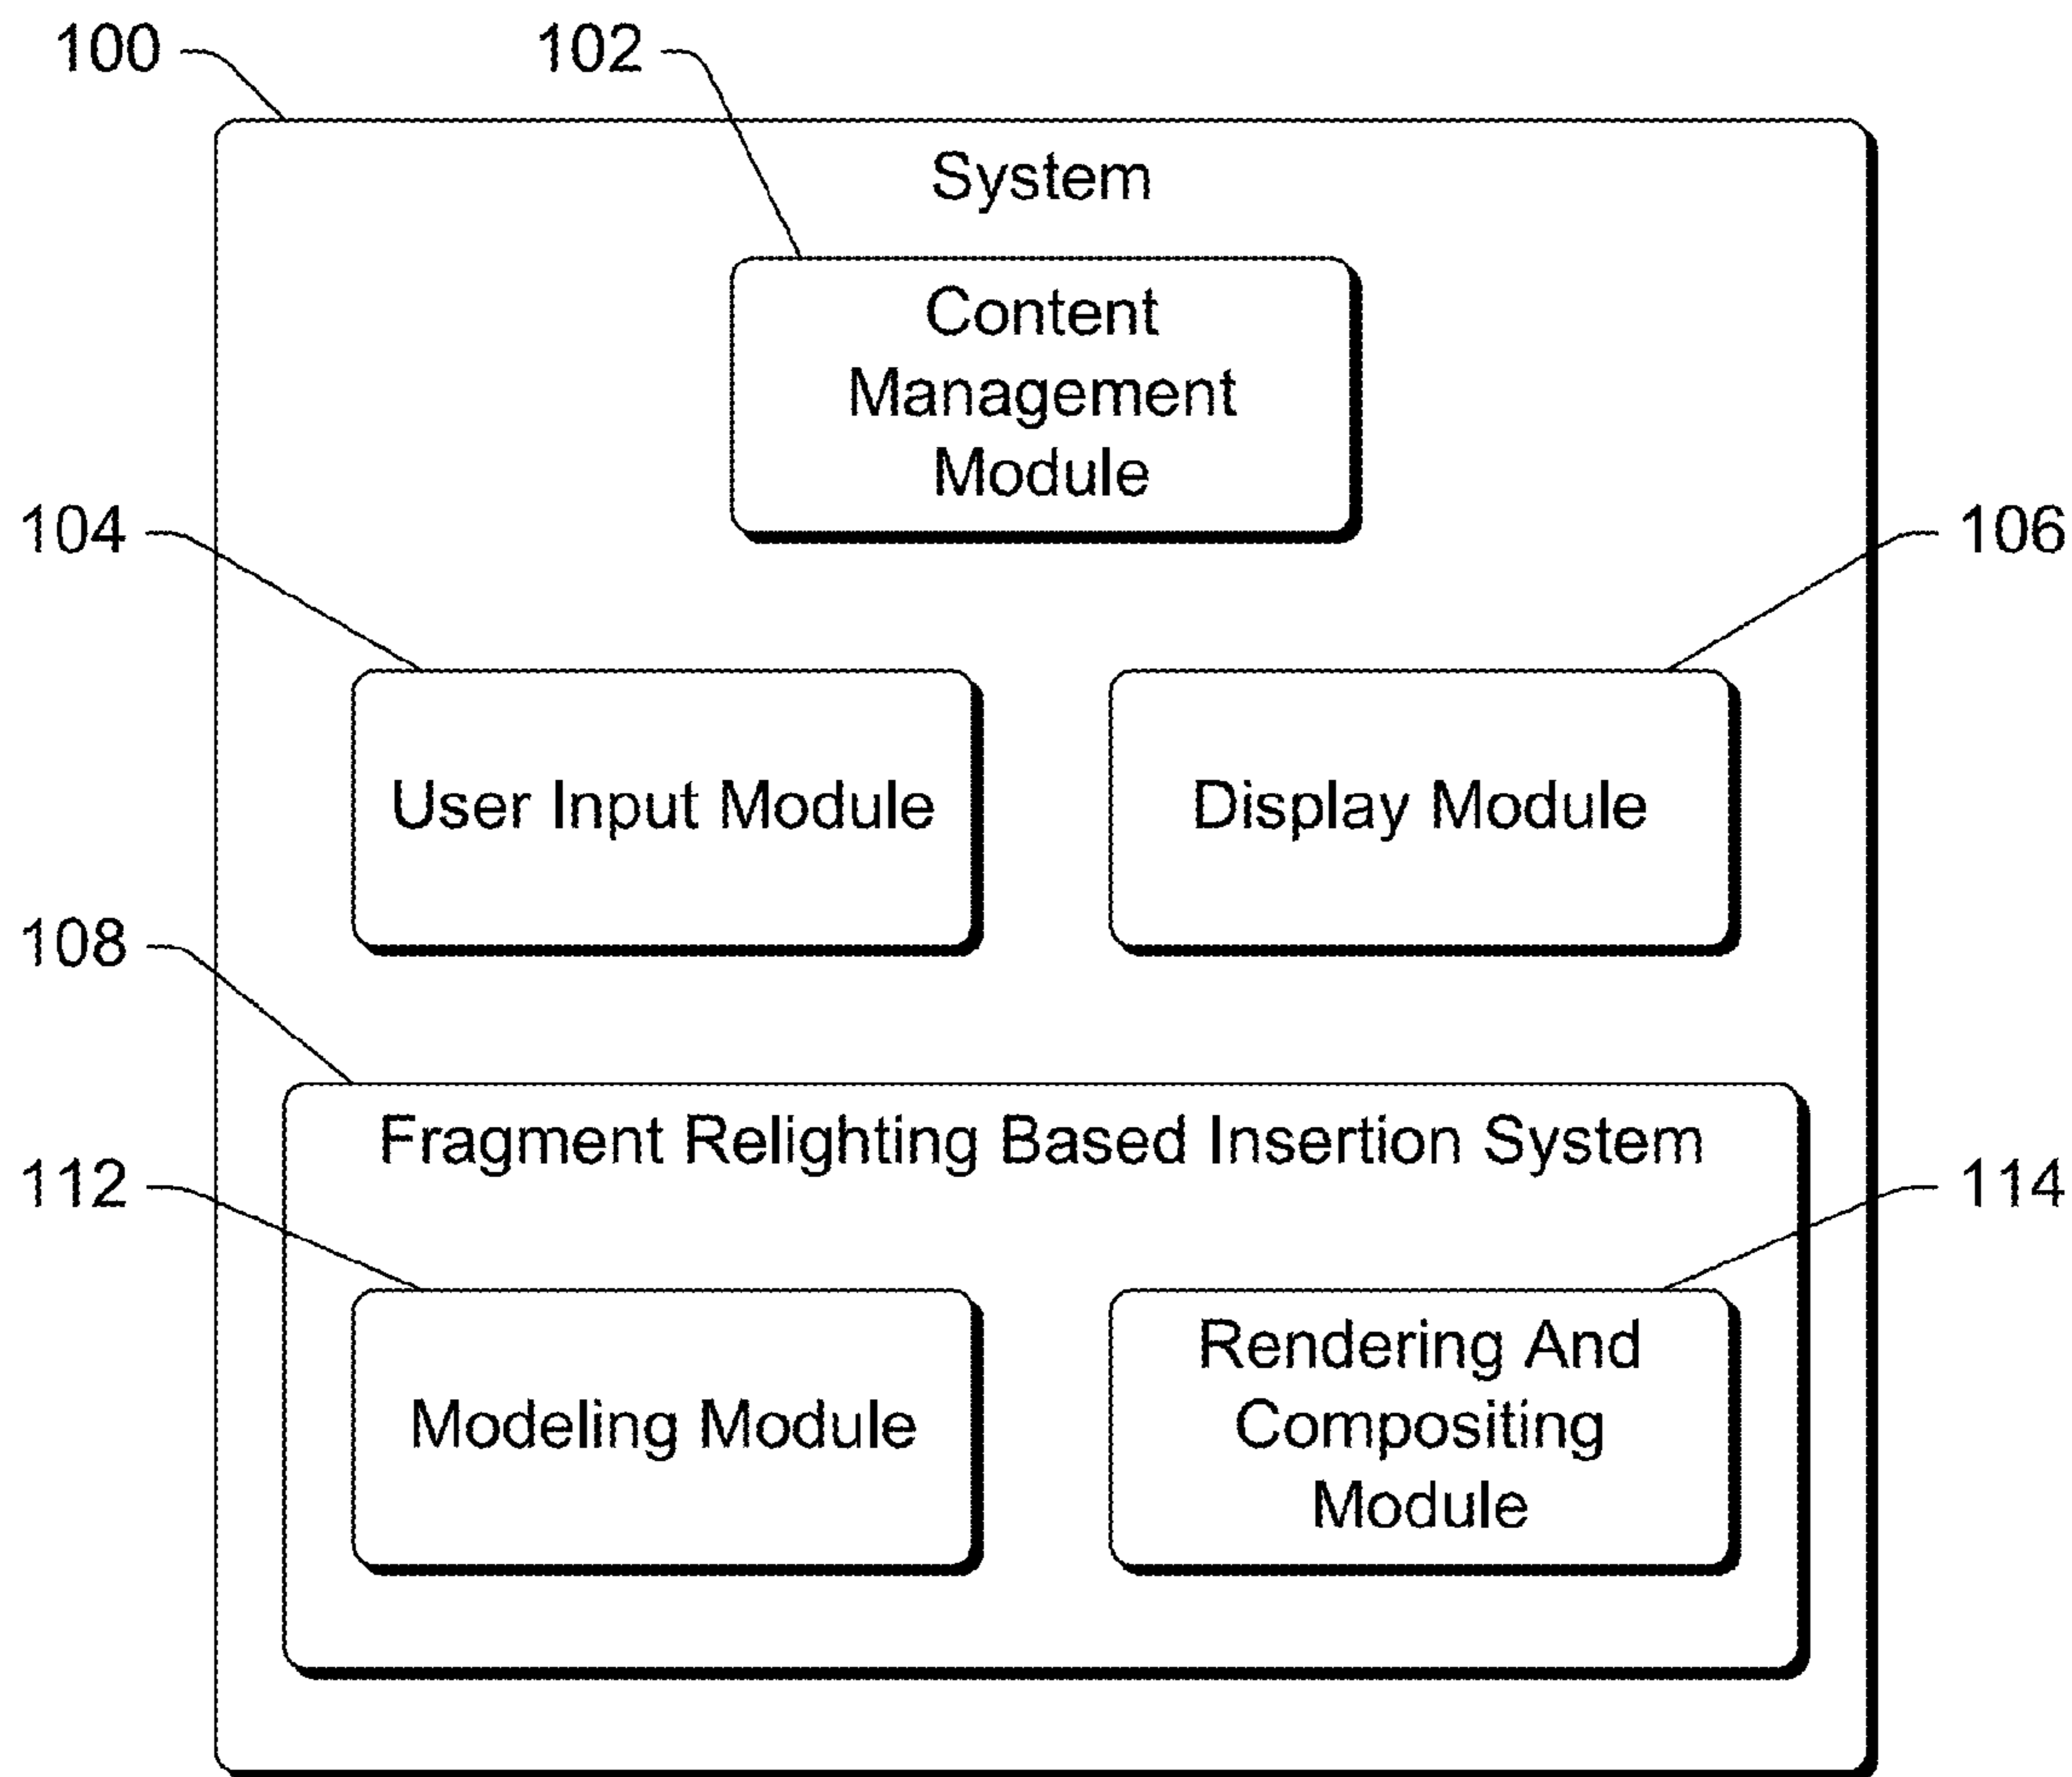 100
102
System
Content
Management
Module
104
106
User Input Module
Display Module
108
Fragment Relighting Based Insertion System
112
114
Modeling Module
Rendering And
Compositing
Module